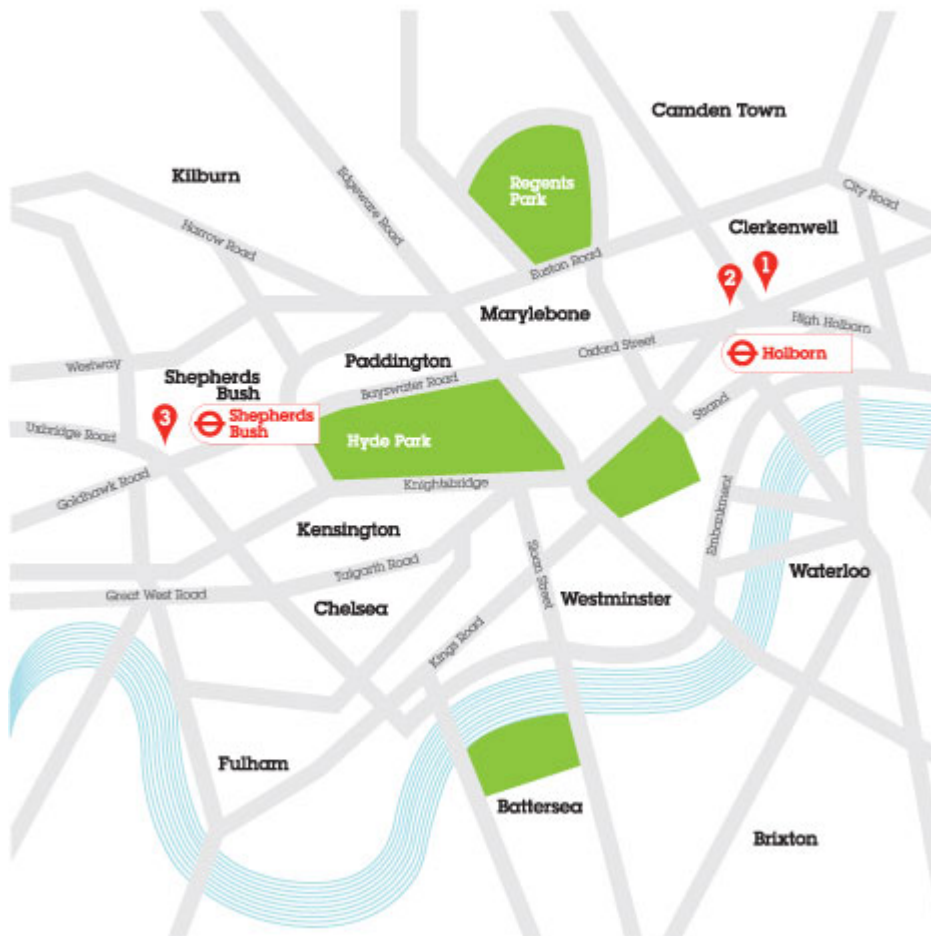 Camden Town
Kilburn
Regents
Park
Edgeware Road
City Road
Harrow Road
Clerkenwell
Euston Road
2
1
Marylebone
High Holborn
Oxford Street
Holborn
Westway
Paddington
Shepherds
Bush
Bayswater Road
Strand
3
Shepherds
Bush
Uxbridge Road
Hyde Park
Goldhawk Road
Knightsbridge
Embankment
Kensington
Talgarth Road
Sloan Street
Waterloo
Great West Road
Chelsea
Westminster
Kings Road
Fulham
Battersea
Brixton